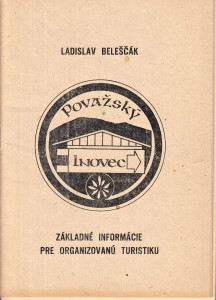 LADISLAV BELEŠČÁK
Považský
Inovec
ZÁKLADNÉ INFORMÁCIE
PRE ORGANIZOVANÚ TURISTIKU